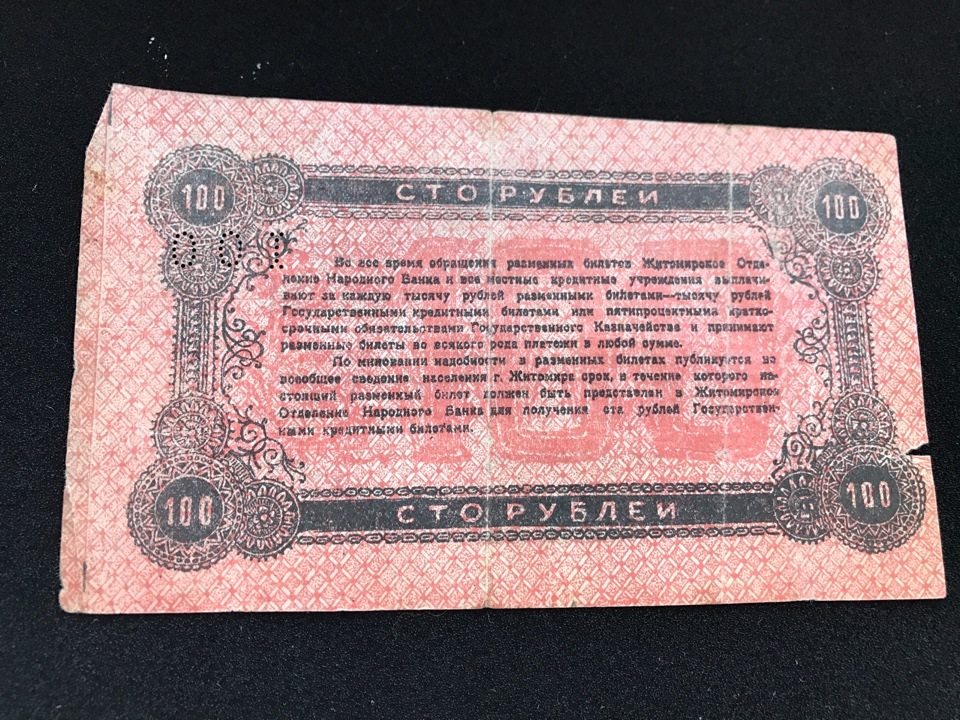 100 СТО РУБЛЕЙ 100
Во все время обращения разменных билетов Житомирское Отде-
ление Народного Банка и все местные кредитные учреждения выплачи-
вают за каждую тысячу рублей разменными билетами—тысячу рублей
Государственными кредитными билетами или пятипроцентными кратко-
срочными обязательствами Государственного Казначейства и принимают
разменные билеты во всякого рода платежи в любой сумме.
По миновании надобности в разменных билетах публикуется во
всеобщее сведение населения г. Житомира срок, в течение которого на-
стоящий разменный билет должен быть представлен в Житомирское
Отделение Народного Банка для получения ста рублей Государствен-
ными кредитными билетами.
100 СТО РУБЛЕЙ 100